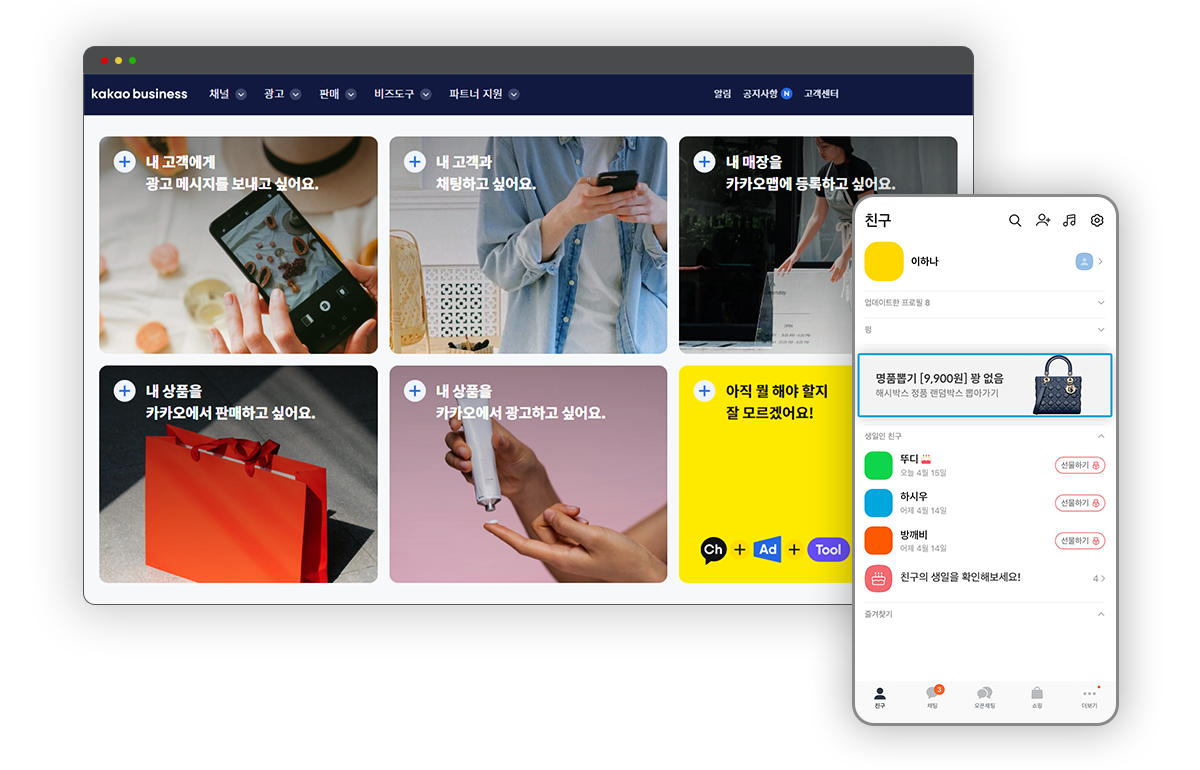 kakao business 채널 광고 판매 비즈도구 파트너 지원 알림 공지사항 N 고객센터
내 고객에게
광고 메시지를 보내고 싶어요.
내 고객과
채팅하고 싶어요.
내 매장을
카카오맵에 등록하고 싶어요.
내 상품을
카카오에서 판매하고 싶어요.
내 상품을
카카오에서 광고하고 싶어요.
아직 뭘 해야 할지
잘 모르겠어요!
Ch + Ad + Tool
친구
이하나
업데이트한 프로필 8
펑
명품뽑기 [9,900원] 꽝 없음
해시박스 정품 랜덤박스 뽑아가기
생일인 친구
뚜디
오늘 4월 15일
선물하기
하시우
어제 4월 14일
선물하기
방깨비
어제 4월 14일
선물하기
친구의 생일을 확인해보세요! 4
즐겨찾기
3
친구 채팅 오픈채팅 쇼핑 더보기